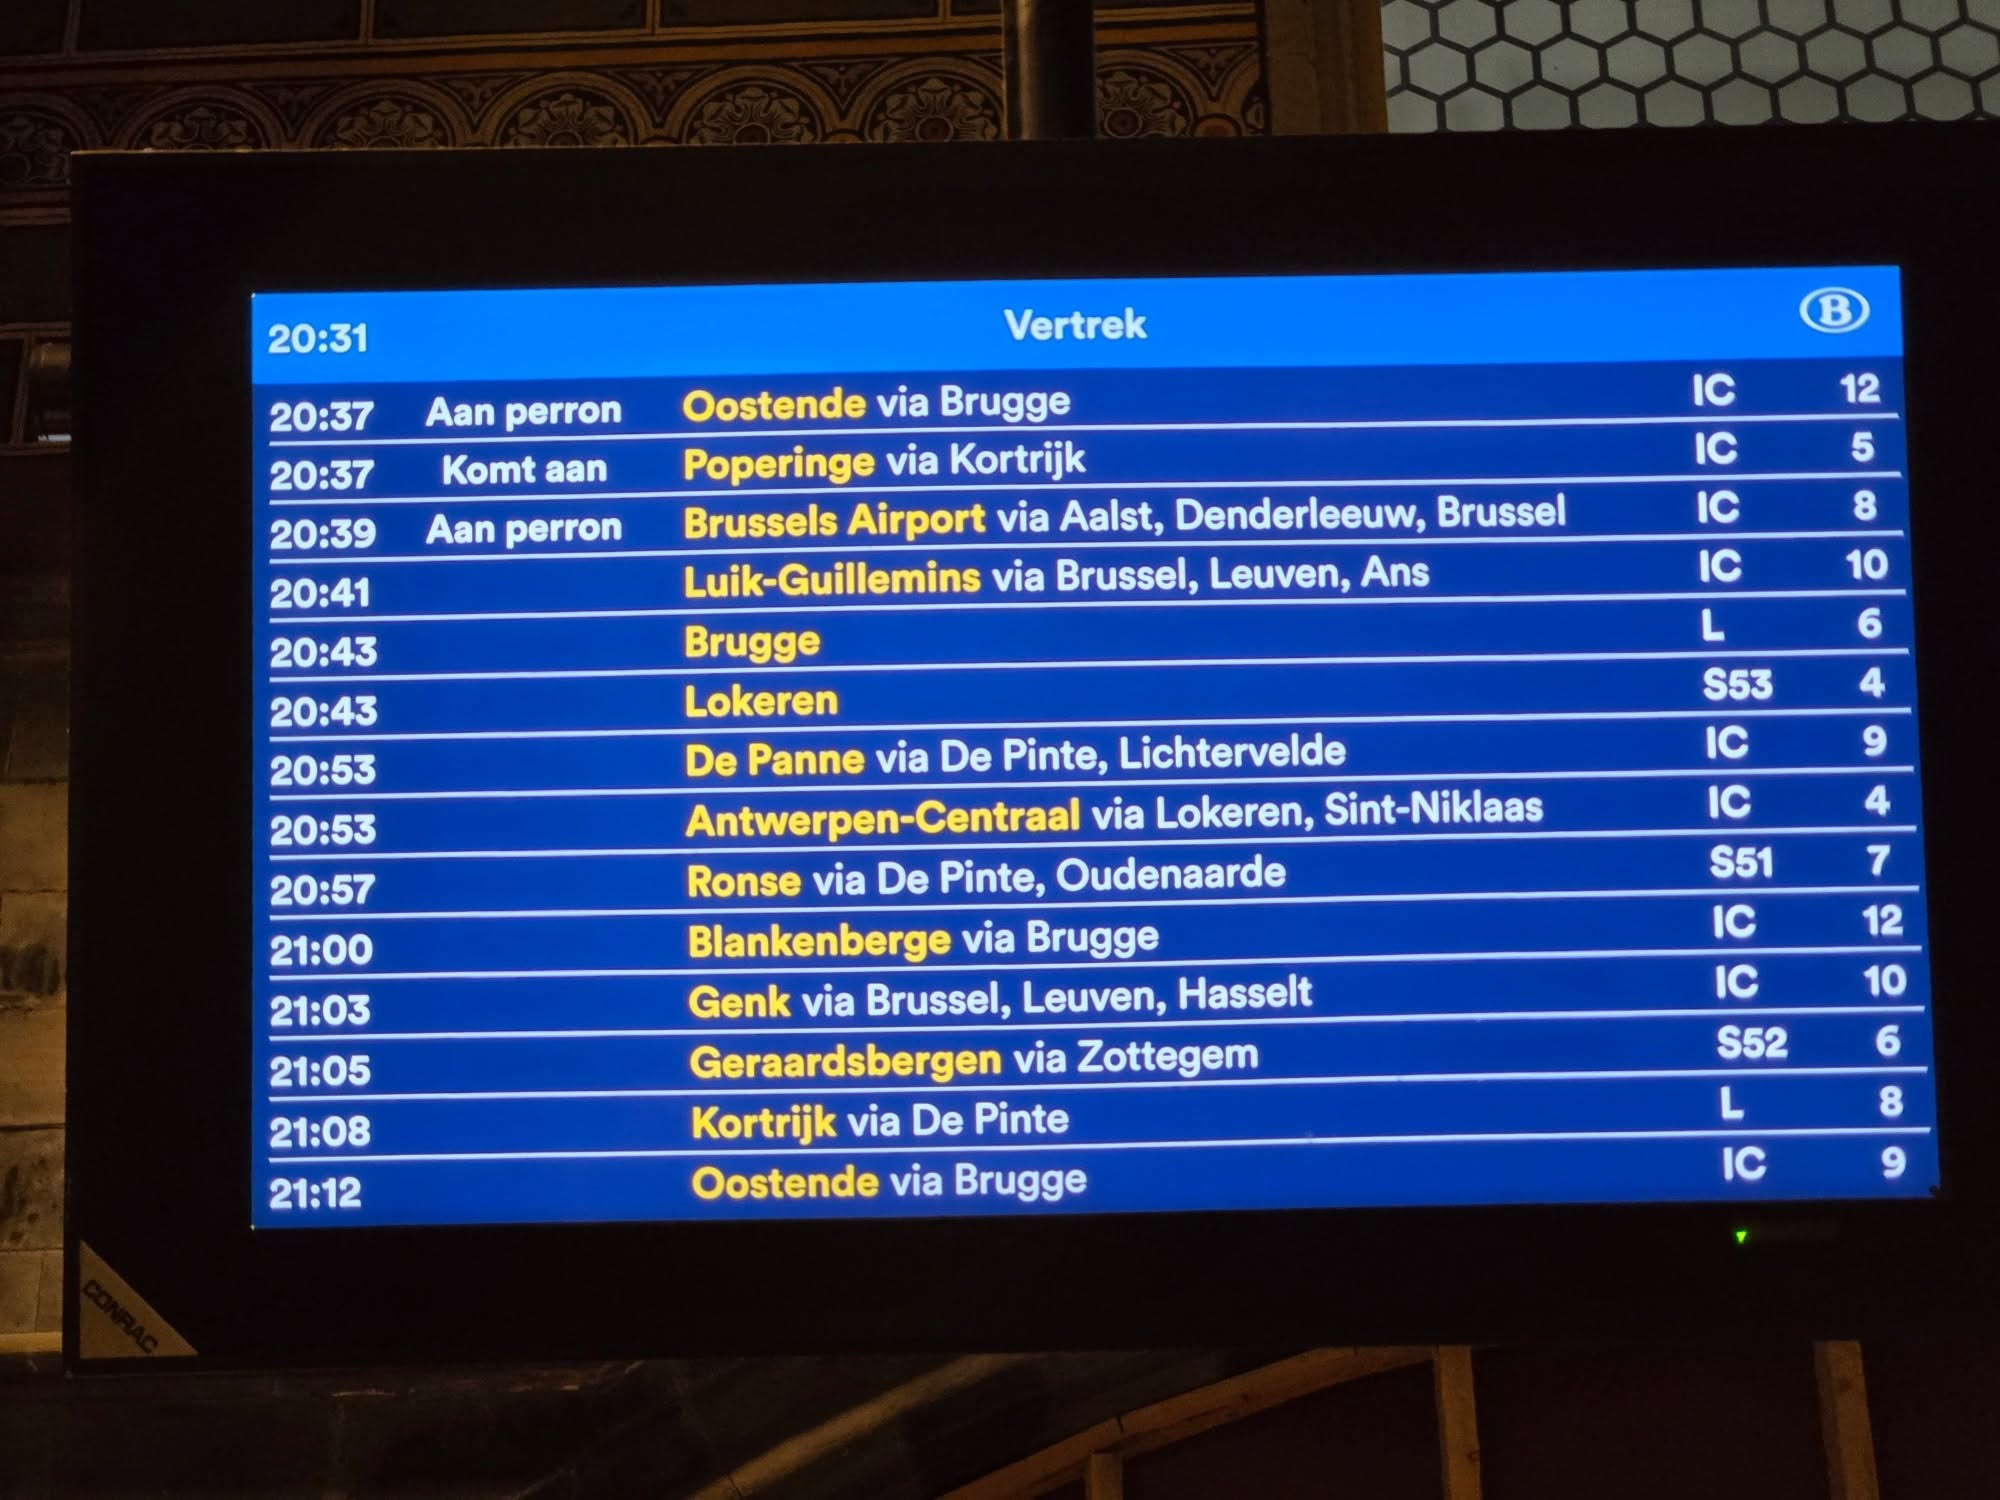 20:31 Vertrek B
20:37 Aan perron Oostende via Brugge IC 12
20:37 Komt aan Poperinge via Kortrijk IC 5
20:39 Aan perron Brussels Airport via Aalst, Denderleeuw, Brussel IC 8
20:41 Luik-Guillemins via Brussel, Leuven, Ans IC 10
20:43 Brugge L 6
20:43 Lokeren S53 4
20:53 De Panne via De Pinte, Lichtervelde IC 9
20:53 Antwerpen-Centraal via Lokeren, Sint-Niklaas IC 4
20:57 Ronse via De Pinte, Oudenaarde S51 7
21:00 Blankenberge via Brugge IC 12
21:03 Genk via Brussel, Leuven, Hasselt IC 10
21:05 Geraardsbergen via Zottegem S52 6
21:08 Kortrijk via De Pinte L 8
21:12 Oostende via Brugge IC 9
CONRAC